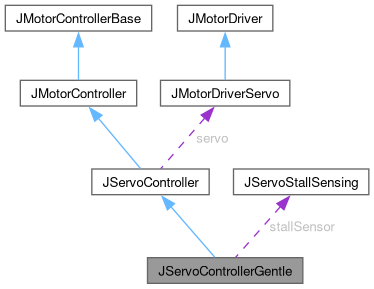 JMotorControllerBase
JMotorDriver
JMotorController
JMotorDriverServo
servo
JServoController
JServoStallSensing
stallSensor
JServoControllerGentle